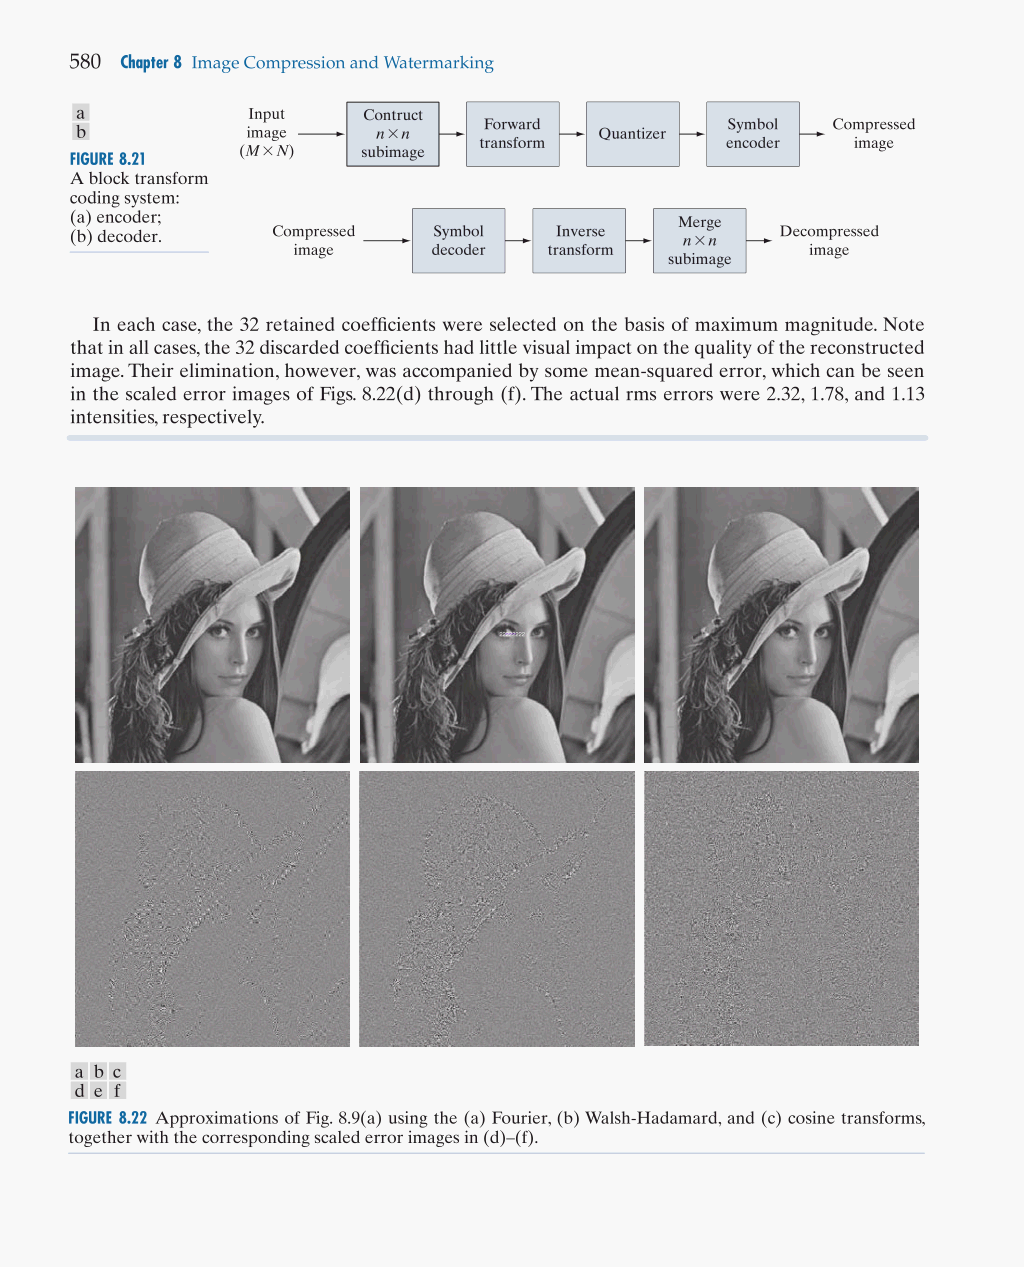 580 Chapter 8 Image Compression and Watermarking
a
b
FIGURE 8.21
A block transform
coding system:
(a) encoder;
(b) decoder.
Input
image
(M × N)
Contruct
n × n
subimage
Forward
transform
Quantizer
Symbol
encoder
Compressed
image
Compressed
image
Symbol
decoder
Inverse
transform
Merge
n × n
subimage
Decompressed
image
In each case, the 32 retained coefficients were selected on the basis of maximum magnitude. Note
that in all cases, the 32 discarded coefficients had little visual impact on the quality of the reconstructed
image. Their elimination, however, was accompanied by some mean-squared error, which can be seen
in the scaled error images of Figs. 8.22(d) through (f). The actual rms errors were 2.32, 1.78, and 1.13
intensities, respectively.
a b c
d e f
FIGURE 8.22 Approximations of Fig. 8.9(a) using the (a) Fourier, (b) Walsh-Hadamard, and (c) cosine transforms,
together with the corresponding scaled error images in (d)–(f).